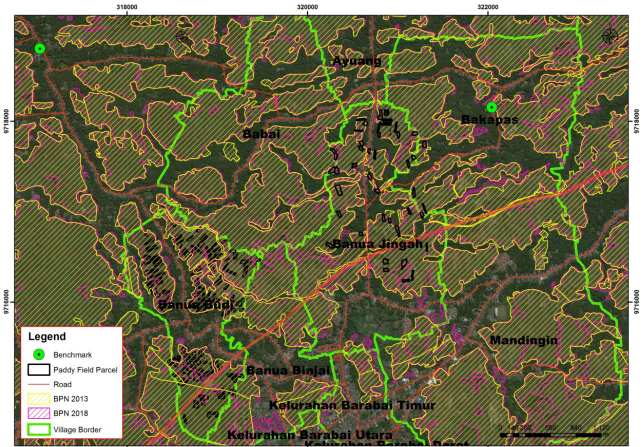 318000
320000
322000
Ayuang
9718000
9718000
Bakapas
Babai
Banua Jingah
Banua Budi
9716000
9716000
Legend
Benchmark
Paddy Field Parcel
Road
BPN 2013
BPN 2018
Village Border
Mandingin
Banua Binjai
Kelurahan Barabai Timur
Kelurahan Barabai Utara